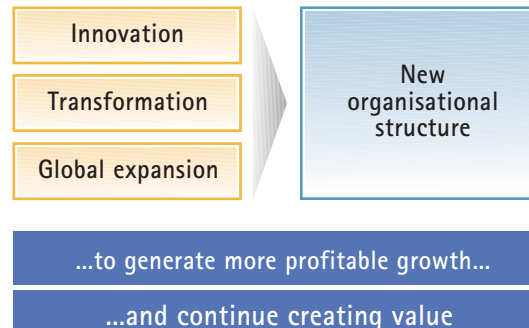 Innovation
Transformation
Global expansion
New
organisational
structure
...to generate more profitable growth...
...and continue creating value